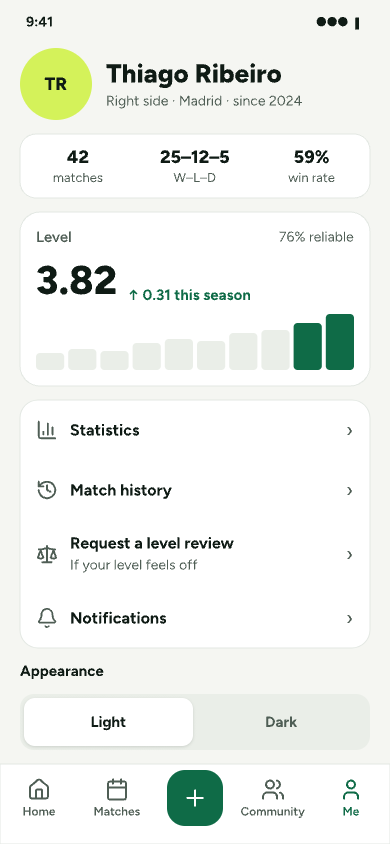 9:41
TR
Thiago Ribeiro
Right side · Madrid · since 2024
42
matches
25–12–5
W–L–D
59%
win rate
Level
76% reliable
3.82
↑ 0.31 this season
Statistics
Match history
Request a level review
If your level feels off
Notifications
Appearance
Light
Dark
Home
Matches
Community
Me